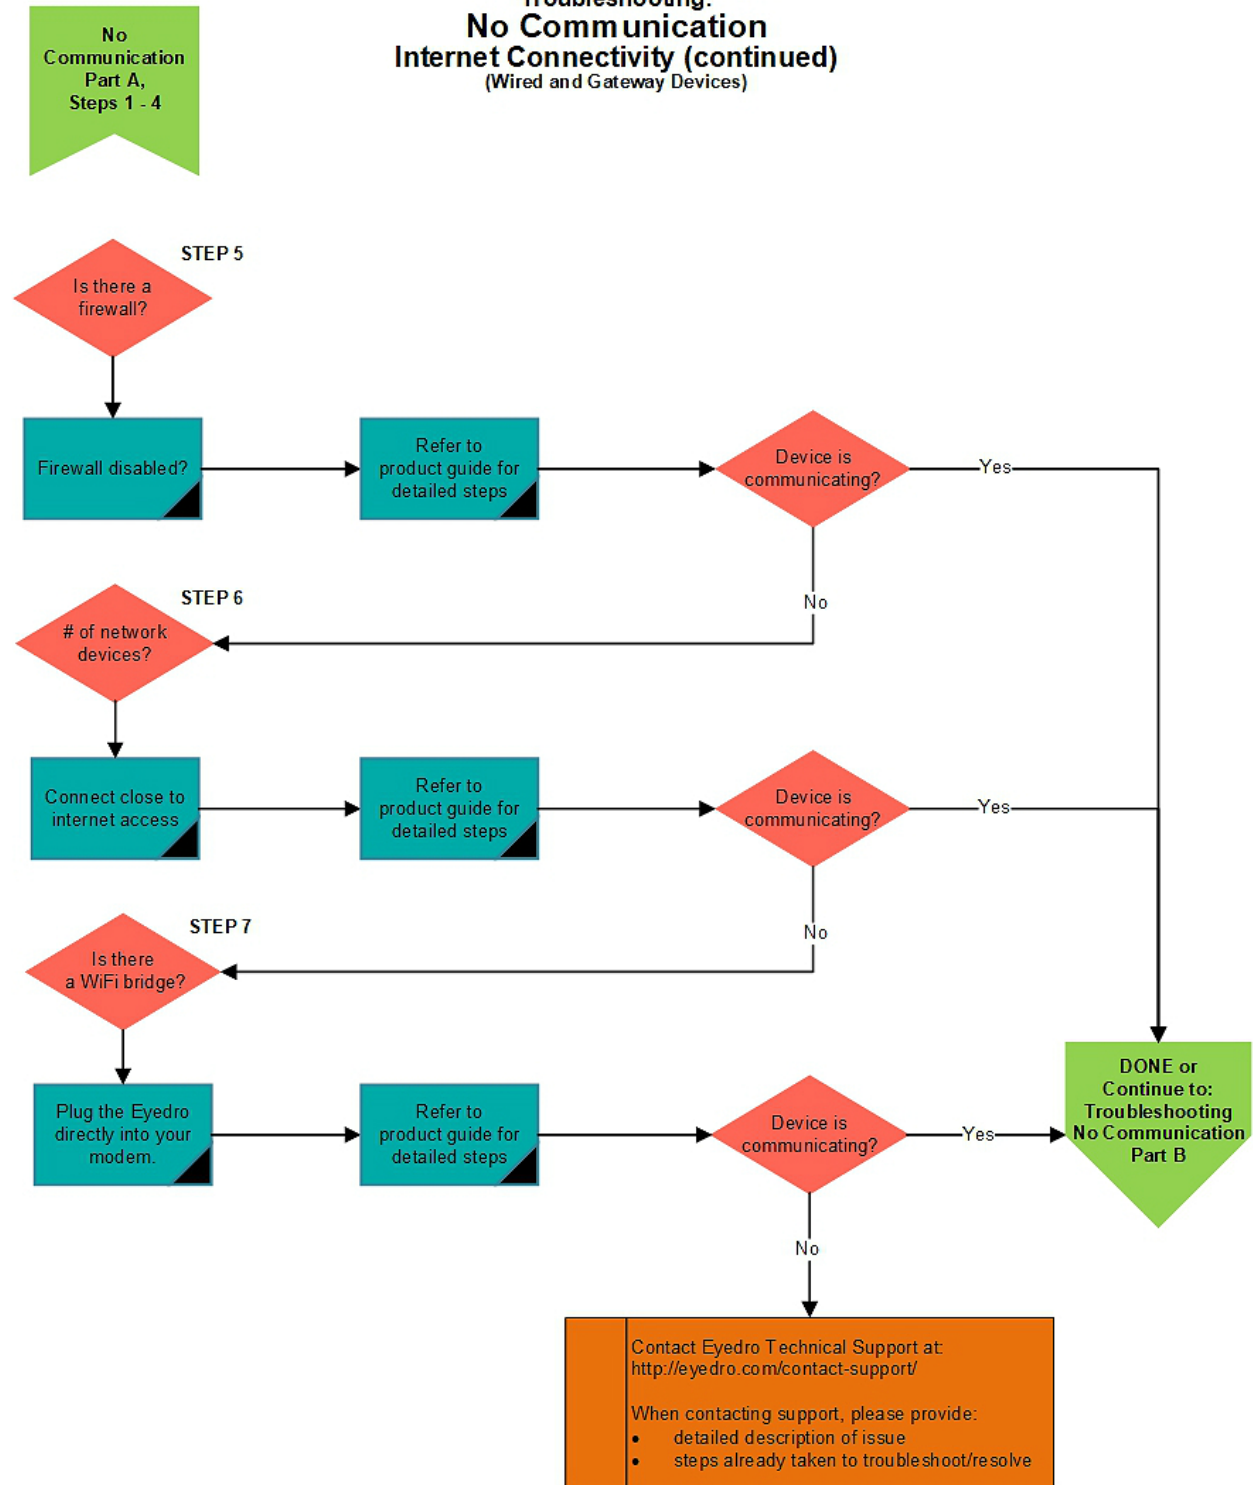 Troubleshooting:
No Communication
Internet Connectivity (continued)
(Wired and Gateway Devices)
No
Communication
Part A,
Steps 1 - 4
STEP 5
Is there a
firewall?
Firewall disabled?
Refer to
product guide for
detailed steps
Device is
communicating?
Yes
No
STEP 6
# of network
devices?
Connect close to
internet access
Refer to
product guide for
detailed steps
Device is
communicating?
Yes
No
STEP 7
Is there
a WiFi bridge?
Plug the Eyedro
directly into your
modem.
Refer to
product guide for
detailed steps
Device is
communicating?
Yes
DONE or
Continue to:
Troubleshooting
No Communication
Part B
No
Contact Eyedro Technical Support at:
http://eyedro.com/contact-support/
When contacting support, please provide:
• detailed description of issue
• steps already taken to troubleshoot/resolve